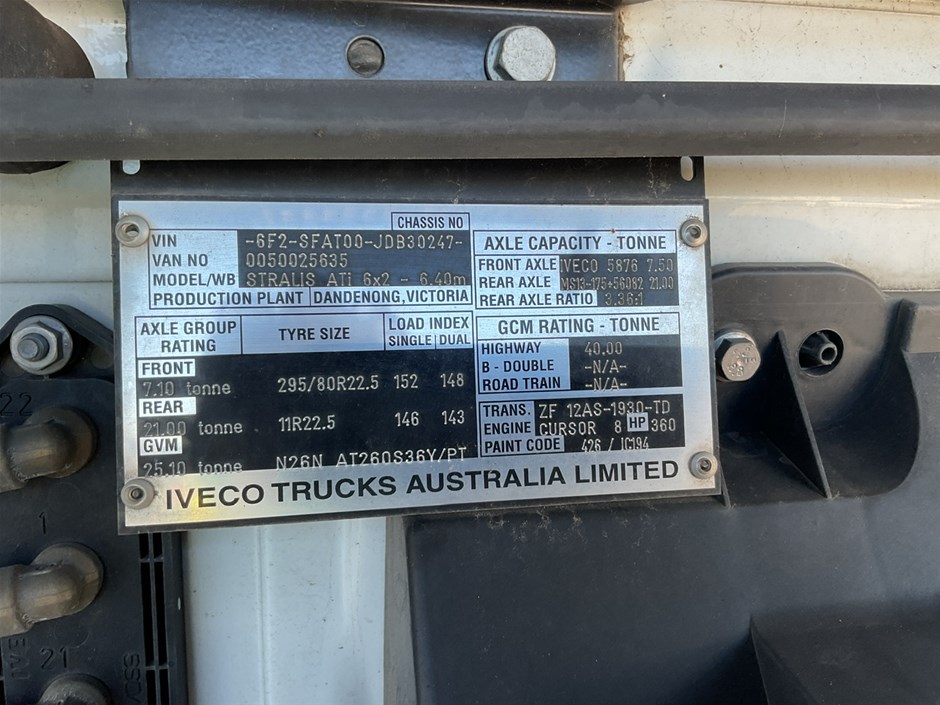 CHASSIS NO
VIN -6F2-SFAT00-JDB30247-
VAN NO 0050025635
MODEL/WB STRALIS ATi 6x2 - 6.40m
PRODUCTION PLANT DANDENONG,VICTORIA
AXLE CAPACITY - TONNE
FRONT AXLE IVECO 5876 7.50
REAR AXLE MS13-175+56082 21.00
REAR AXLE RATIO 3.36:1
AXLE GROUP RATING TYRE SIZE LOAD INDEX
SINGLE DUAL
FRONT
7.10 tonne 295/80R22.5 152 148
REAR
21.00 tonne 11R22.5 146 143
GVM
25.10 tonne N26N AT260S36Y/PT
GCM RATING - TONNE
HIGHWAY 40.00
B - DOUBLE -N/A-
ROAD TRAIN -N/A-
TRANS. ZF 12AS-1930-TD
ENGINE CURSOR 8 HP 360
PAINT CODE 426 / IC194
IVECO TRUCKS AUSTRALIA LIMITED
22
1
21